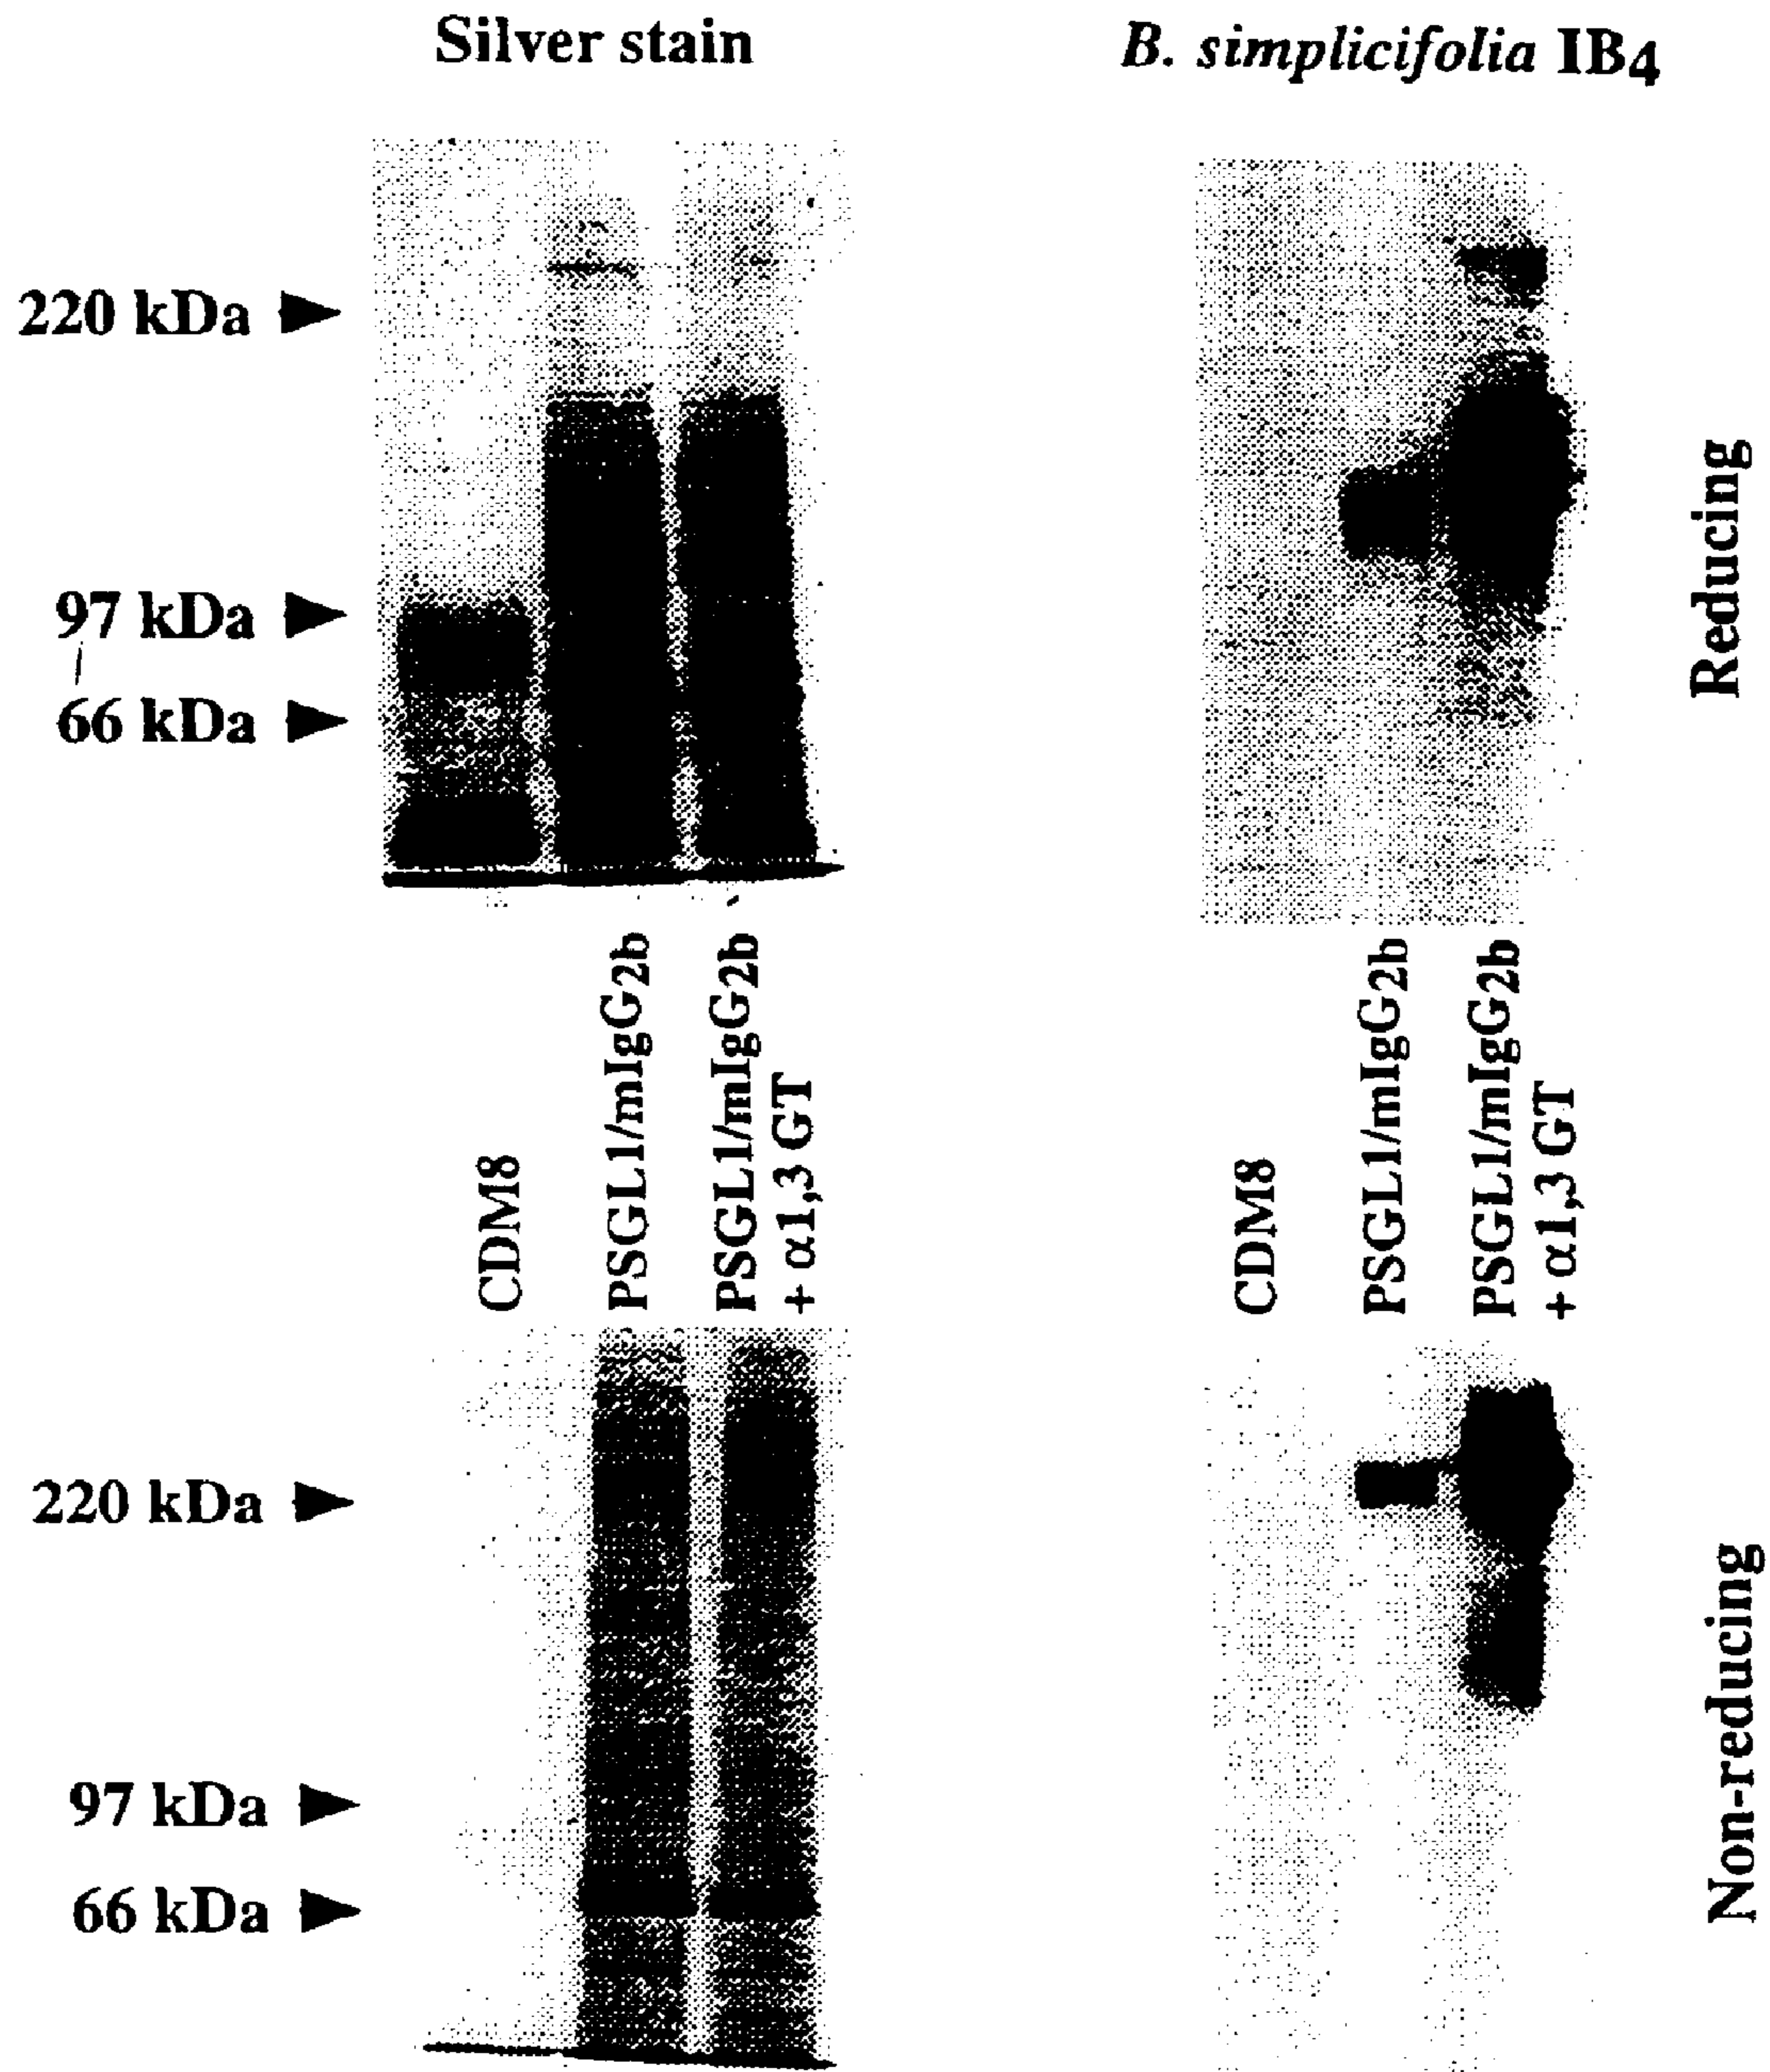 Silver stain
B. simplicifolia IB4
220 kDa
97 kDa
66 kDa
Reducing
CDM8
PSGL1/mIgG2b
PSGL1/mIgG2b
+ α1,3 GT
CDM8
PSGL1/mIgG2b
PSGL1/mIgG2b
+ α1,3 GT
220 kDa
97 kDa
66 kDa
Non-reducing